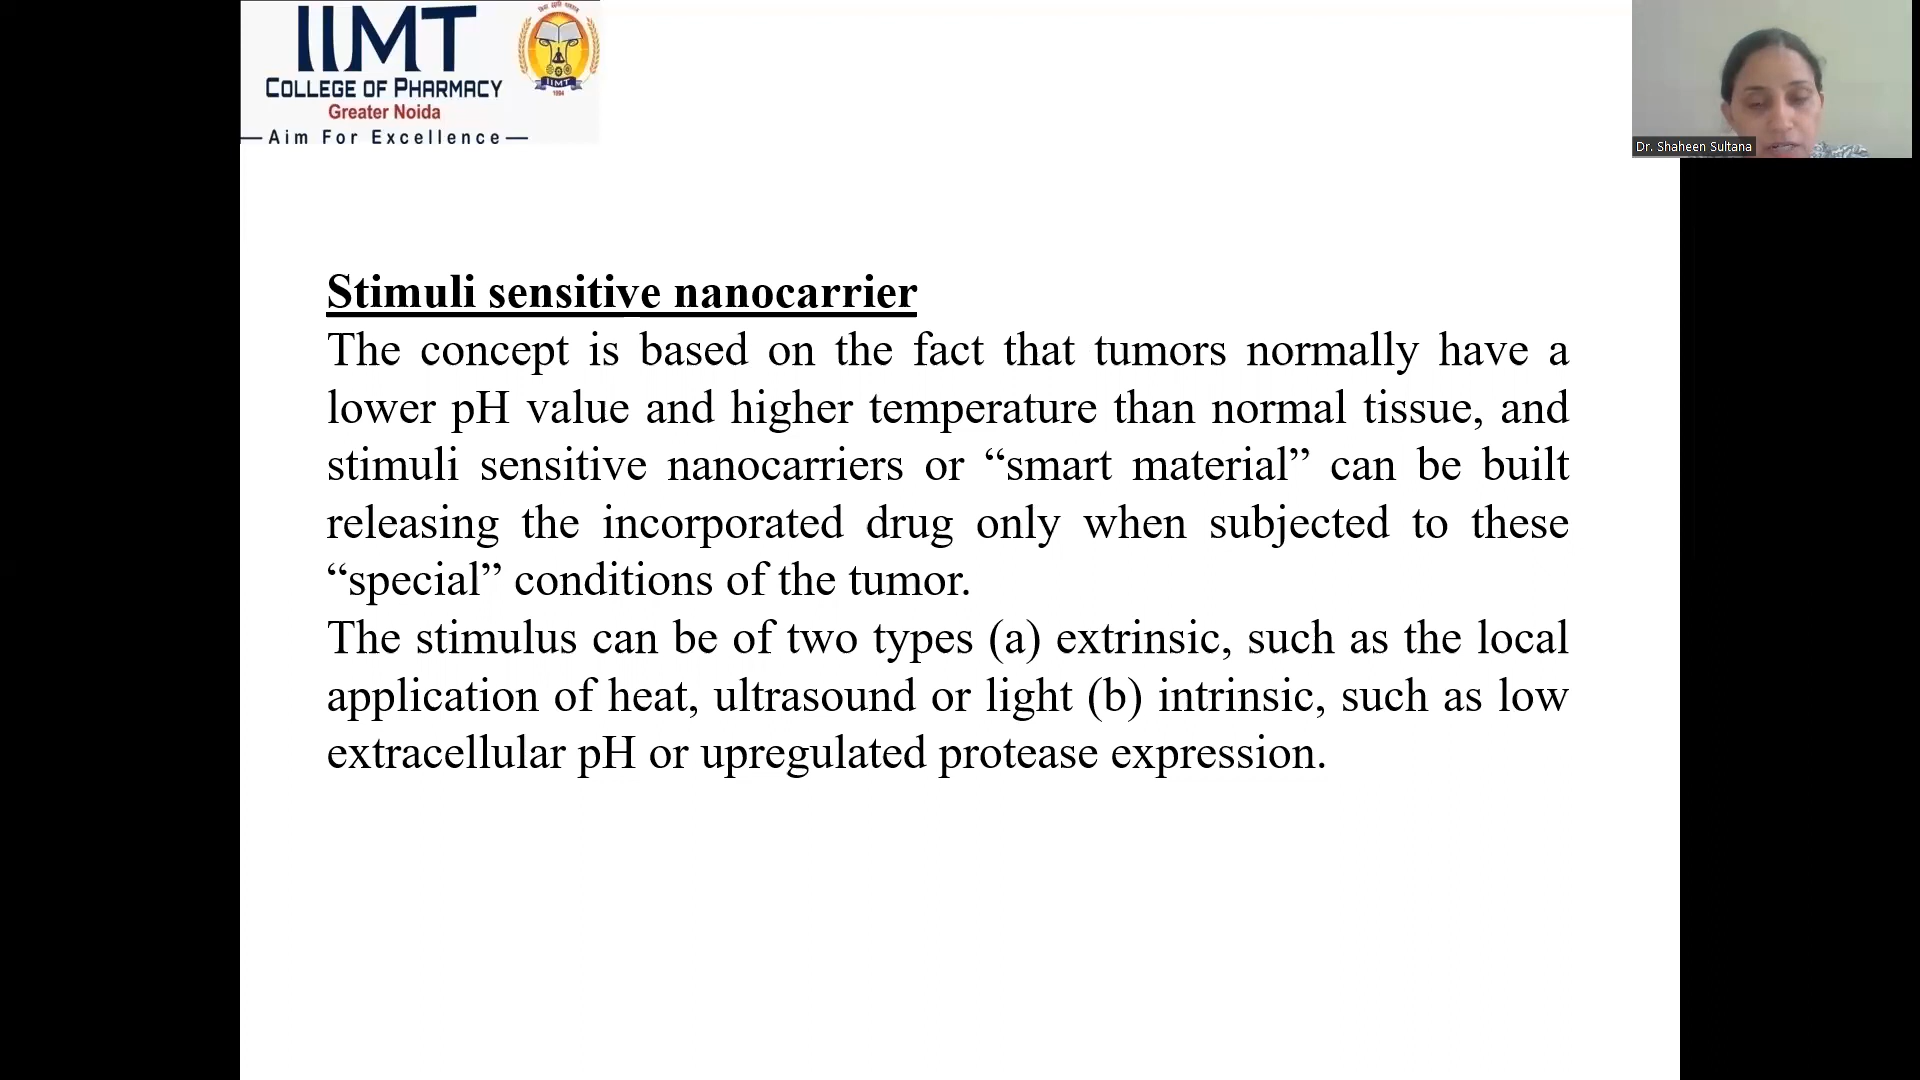 IIMT
COLLEGE OF PHARMACY
Greater Noida
—Aim For Excellence—
IIMT
1994
Dr. Shaheen Sultana
Stimuli sensitive nanocarrier
The concept is based on the fact that tumors normally have a
lower pH value and higher temperature than normal tissue, and
stimuli sensitive nanocarriers or “smart material” can be built
releasing the incorporated drug only when subjected to these
“special” conditions of the tumor.
The stimulus can be of two types (a) extrinsic, such as the local
application of heat, ultrasound or light (b) intrinsic, such as low
extracellular pH or upregulated protease expression.